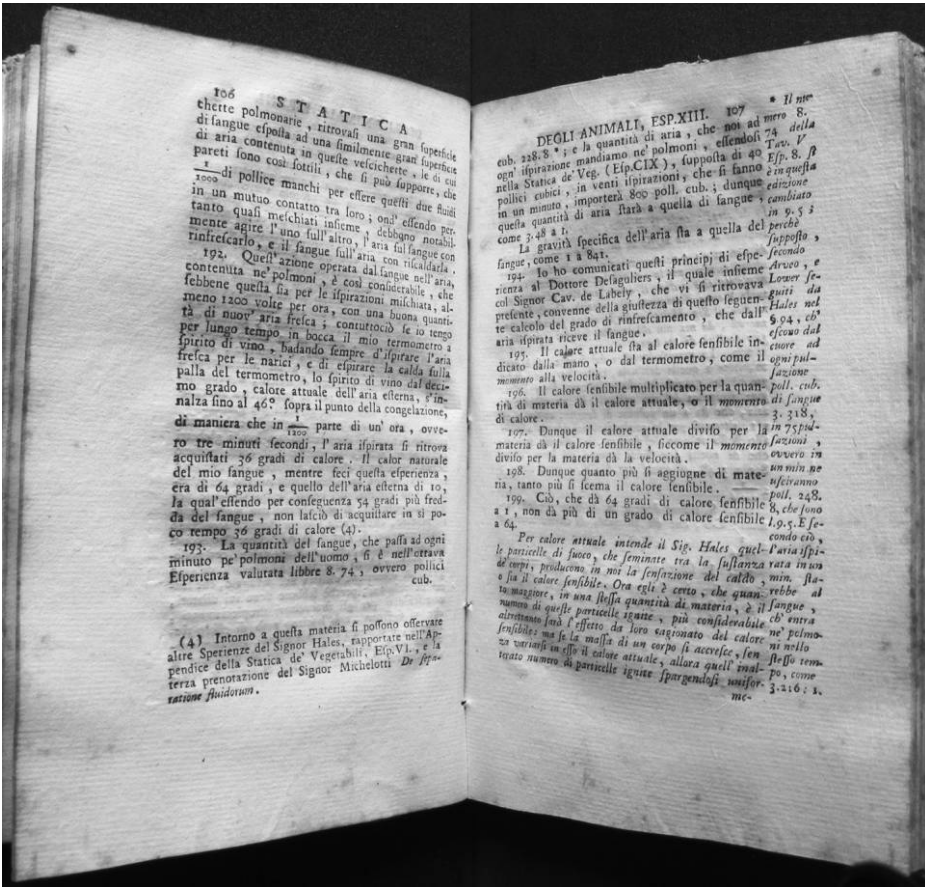 106 STATICA
chette polmonarie, ritrovasi una gran superficie
di sangue esposta ad una similmente gran superficie
di aria contenuta in queste vescichette, le di cui
pareti sono così sottili, che si può supporre, che
1/1000 di pollice manchi per essere questi due fluidi
in un mutuo contatto tra loro; ond' essendo per.
tanto quasi meschiati insieme, debbono notabil-
mente agire l'uno sull'altro, l'aria sul sangue con
rinfrescarlo, e il sangue sull'aria con riscaldarla.
192. Quest'azione operata dal sangue nell'aria,
contenuta ne' polmoni, è così considerabile, che
sebbene questa sia per le ispirazioni mischiata, al-
meno 1200 volte per ora, con una buona quanti-
tà di nuov' aria fresca; contuttociò se io tengo
per lungo tempo in bocca il mio termometro a
spirito di vino, badando sempre d'ispirare l'aria
fresca per le narici, e di espirare la calda sulla
palla del termometro, lo spirito di vino dal deci-
mo grado, calore attuale dell'aria esterna, s'in-
nalza fino al 46.° sopra il punto della congelazione,
di maniera che in 1/1200 parte di un' ora, ovve-
ro tre minuti secondi, l'aria ispirata si ritrova
acquistati 36 gradi di calore. Il calor naturale
del mio sangue, mentre feci questa esperienza,
era di 64 gradi, e quello dell'aria esterna di 10,
la qual'essendo per conseguenza 54 gradi più fred-
da del sangue, non lasciò di acquistare in sì po-
co tempo 36 gradi di calore (4).
193. La quantità del sangue, che passa ad ogni
minuto pe' polmoni dell'uomo, si è nell'ottava
Esperienza valutata libbre 8. 74, ovvero pollici
cub.
(4) Intorno a questa materia si possono osservare
altre Sperienze del Signor Hales, rapportate nell'Ap-
pendice della Statica de' Vegetabili, Esp.VI., e la
terza prenotazione del Signor Michelotti De sepa-
ratione fluidorum.
DEGLI ANIMALI, ESP.XIII. 107
cub. 228.8 *; e la quantità di aria, che noi ad
ogn' ispirazione mandiamo ne' polmoni, essendosi
nella Statica de' Veg. (Esp.CIX), supposta di 40
pollici cubici, in venti ispirazioni, che si fanno
in un minuto, importerà 800 poll. cub.; dunque
questa quantità di aria starà a quella di sangue,
come 3.48 a 1.
La gravità specifica dell'aria sta a quella del
sangue, come 1 a 841.
194. Io ho comunicati questi principj di espe-
rienza al Dottore Desaguliers, il quale insieme
col Signor Cav. de Labely, che vi si ritrovava
presente, convenne della giustezza di questo seguen-
te calcolo del grado di rinfrescamento, che dall'
aria ispirata riceve il sangue.
195. Il calore attuale sta al calore sensibile in-
dicato dalla mano, o dal termometro, come il
momento alla velocità.
196. Il calore sensibile multiplicato per la quan-
tità di materia dà il calore attuale, o il momento
di calore.
197. Dunque il calore attuale diviso per la
materia dà il calore sensibile, siccome il momento
diviso per la materia dà la velocità.
198. Dunque quanto più si aggiugne di mate-
ria, tanto più si scema il calore sensibile.
199. Ciò, che dà 64 gradi di calore sensibile
a 1, non dà più di un grado di calore sensibile
a 64.
Per calore attuale intende il Sig. Hales quel-
le particelle di fuoco, che seminate tra la sustanza
de' corpi, producono in noi la sensazione del caldo,
o sia il calore sensibile. Ora egli è certo, che quan-
to maggiore, in una stessa quantità di materia, è il
numero di queste particelle ignite, più considerabile
altrettanto sarà l'effetto da loro cagionato del calore
sensibile: ma se la massa di un corpo si accresce, sen
za variarsi in esso il calore attuale, allora quell' inal-
terato numero di particelle ignite spargendosi unifor-
me-
* Il nu-
mero 8.
74 della
Tav. V
Esp. 8. st
è in questa
edizione
cambiato
in 9.5 :
perchè
supposto,
secondo
Arveo, e
Lower se-
guiti da
Hales nel
§.94, ch'
escono dal
cuore ad
ogni pul-
sazione
poll. cub.
di sangue
3. 318,
in 75 pul-
sazioni,
ovvero in
un min. ne
usciranno
poll. 248.
8, che sono
l.9.5. E se-
condo ciò,
l'aria ispi-
rata in un
min. sta-
rebbe al
sangue,
ch' entra
ne' polmo-
ni nello
stesso tem-
po, come
3.216: 1.